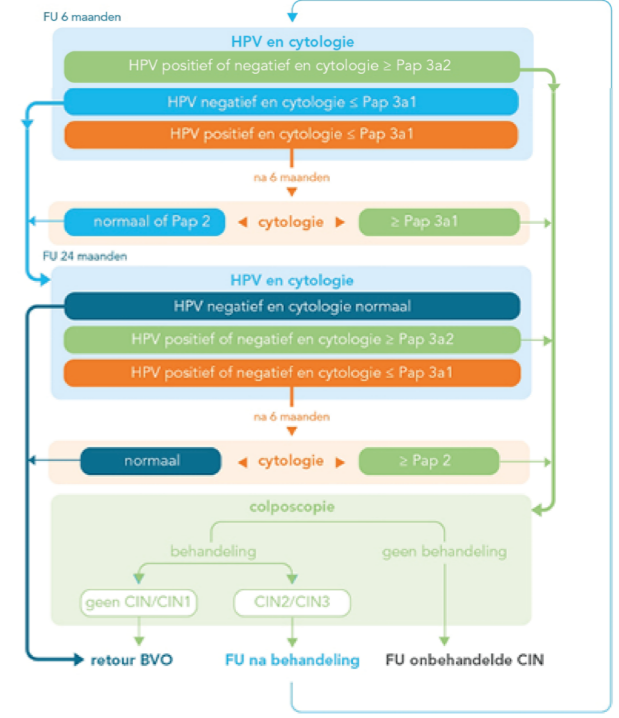 FU 6 maanden
HPV en cytologie
HPV positief of negatief en cytologie ≥ Pap 3a2
HPV negatief en cytologie ≤ Pap 3a1
HPV positief en cytologie ≤ Pap 3a1
na 6 maanden
normaal of Pap 2 cytologie ≥ Pap 3a1
FU 24 maanden
HPV en cytologie
HPV negatief en cytologie normaal
HPV positief of negatief en cytologie ≥ Pap 3a2
HPV positief of negatief en cytologie ≤ Pap 3a1
na 6 maanden
normaal cytologie ≥ Pap 2
colposcopie
behandeling geen behandeling
geen CIN/CIN1 CIN2/CIN3
retour BVO FU na behandeling FU onbehandelde CIN